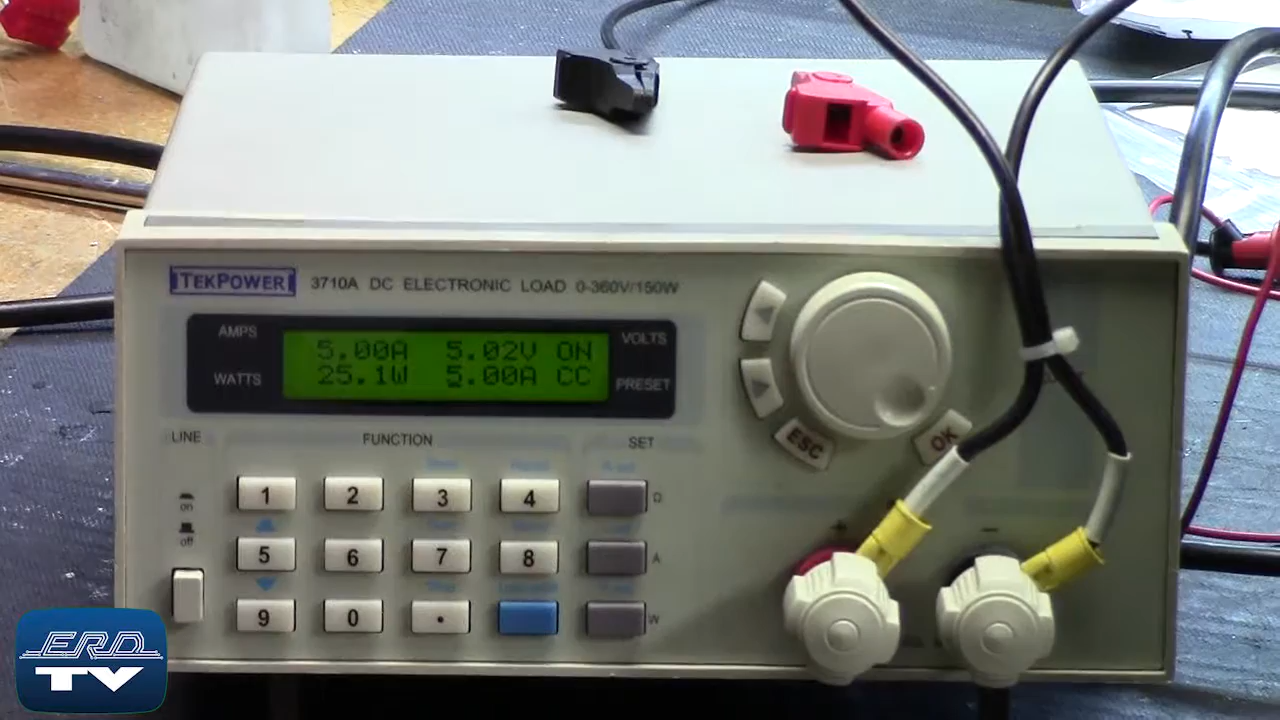 TEKPOWER
3710A DC ELECTRONIC LOAD 0-360V/150W
AMPS
5.00A 5.02V ON
VOLTS
WATTS
25.1W 5.00A CC
PRESET
LINE
FUNCTION
SET
ESC
OK
on
off
1 2 3 4
Ω
5 6 7 8
A
9 0 .
W
+ −
ERD
TV